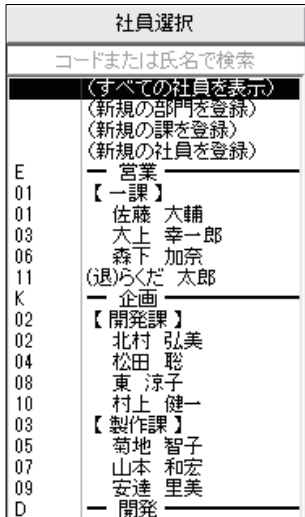 社員選択
コードまたは氏名で検索
(すべての社員を表示)
(新規の部門を登録)
(新規の課を登録)
(新規の社員を登録)
E ― 営業 ―
01 【一課】
01 佐藤 大輔
03 大上 幸一郎
06 森下 加奈
11 (退)らくだ 太郎
K ― 企画 ―
02 【開発課】
02 北村 弘美
04 松田 聡
08 東 涼子
10 村上 健一
03 【製作課】
05 菊地 智子
07 山本 和宏
09 安達 里美
D ― 開発 ―